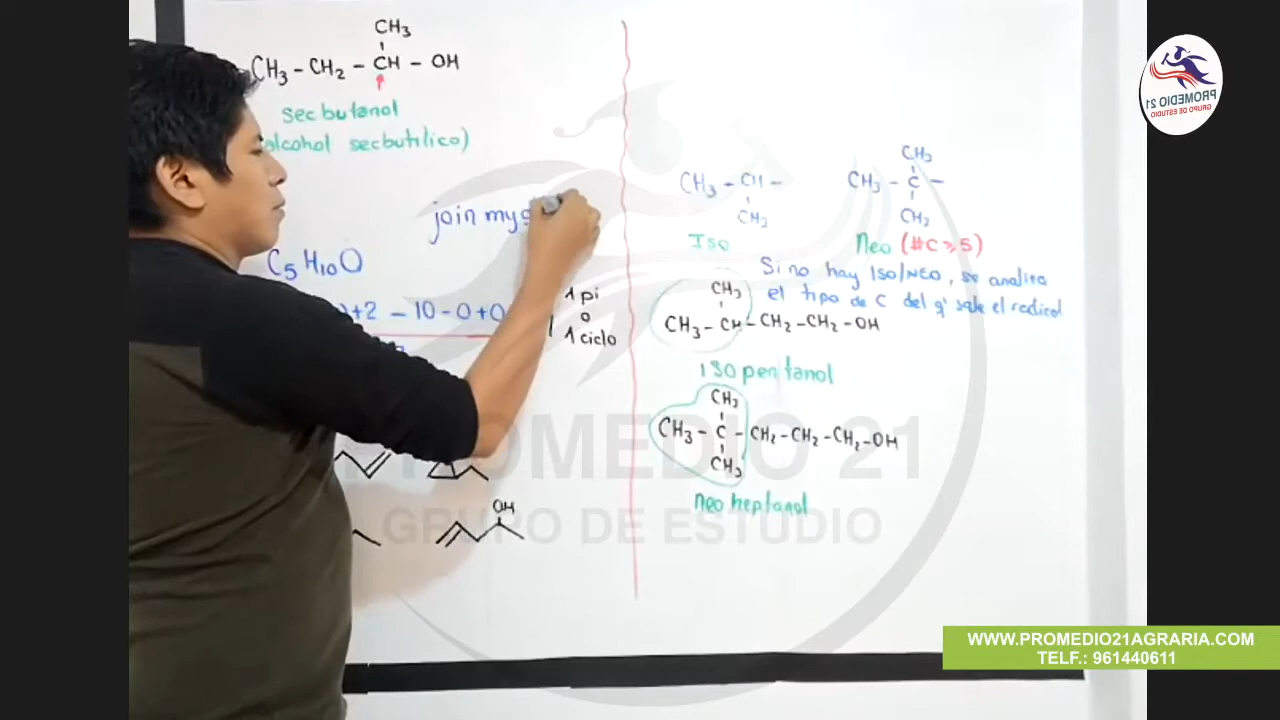 CH3
CH3 - CH2 - CH - OH
sec butanol
alcohol secbutilico)
join my
C5H10O
+2 - 10 - 0 + 0
1 pi
o
1 ciclo
OH
CH3
CH3 - CH -
CH3
CH3 - C -
CH3
CH3
Iso
Neo (#C ≥ 5)
Si no hay Iso/NEO, se analiza
el tipo de C del q' sale el radical
CH3
CH3 - CH - CH2 - CH2 - OH
ISO pentanol
CH3
CH3 - C - CH2 - CH2 - CH2 - OH
CH3
neo heptanol
PROMEDIO 21
GRUPO DE ESTUDIO
PROMEDIO 21
GRUPO DE ESTUDIO
WWW.PROMEDIO21AGRARIA.COM
TELF.: 961440611